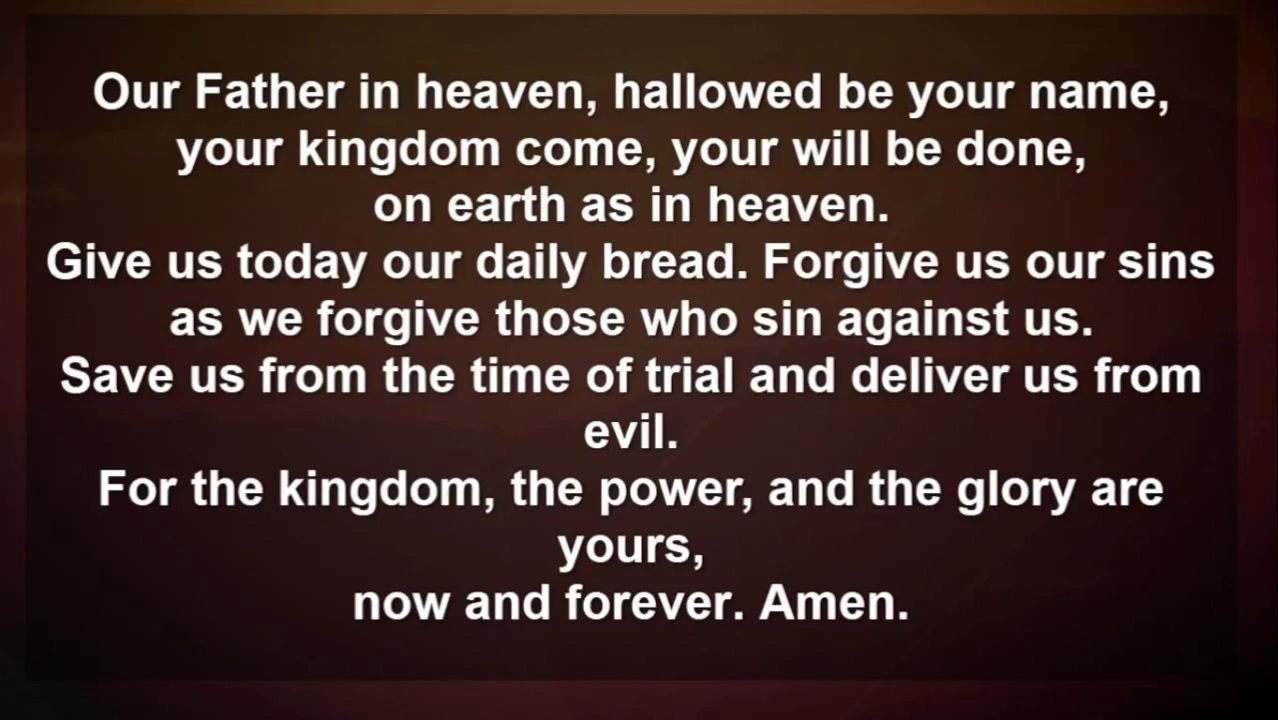 Our Father in heaven, hallowed be your name,
your kingdom come, your will be done,
on earth as in heaven.
Give us today our daily bread. Forgive us our sins
as we forgive those who sin against us.
Save us from the time of trial and deliver us from
evil.
For the kingdom, the power, and the glory are
yours,
now and forever. Amen.